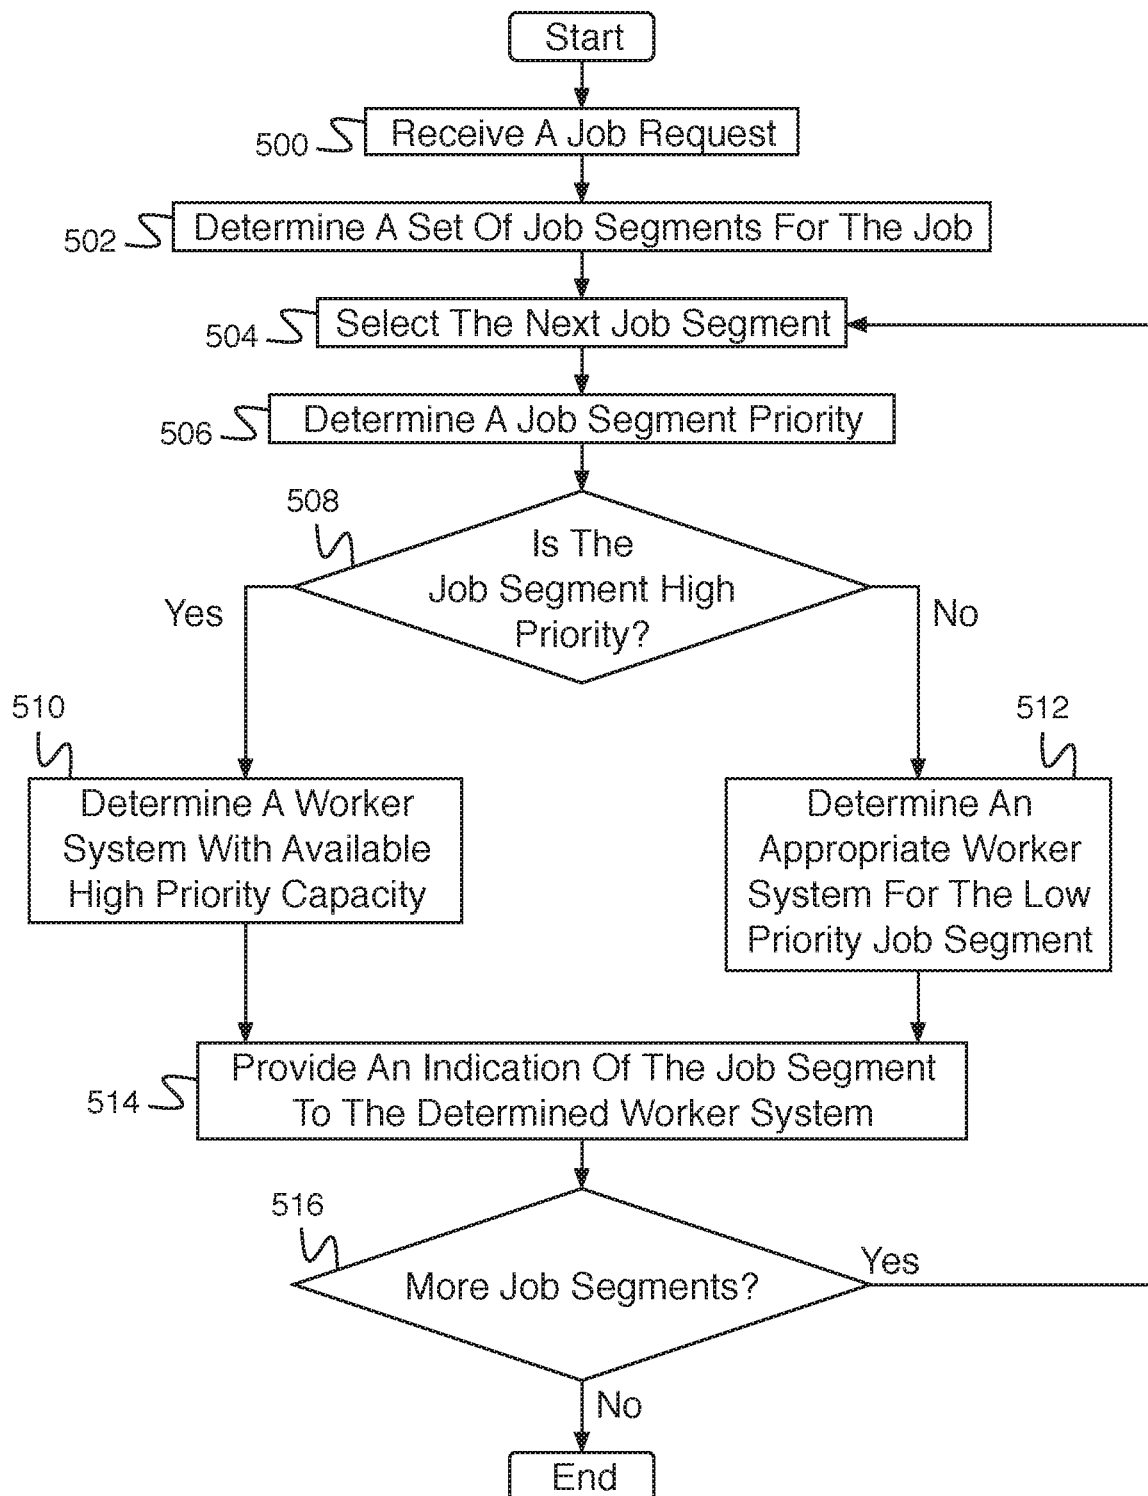 Start
500
Receive A Job Request
502
Determine A Set Of Job Segments For The Job
504
Select The Next Job Segment
506
Determine A Job Segment Priority
508
Is The
Job Segment High
Priority?
Yes
No
510
Determine A Worker
System With Available
High Priority Capacity
512
Determine An
Appropriate Worker
System For The Low
Priority Job Segment
514
Provide An Indication Of The Job Segment
To The Determined Worker System
516
More Job Segments?
Yes
No
End